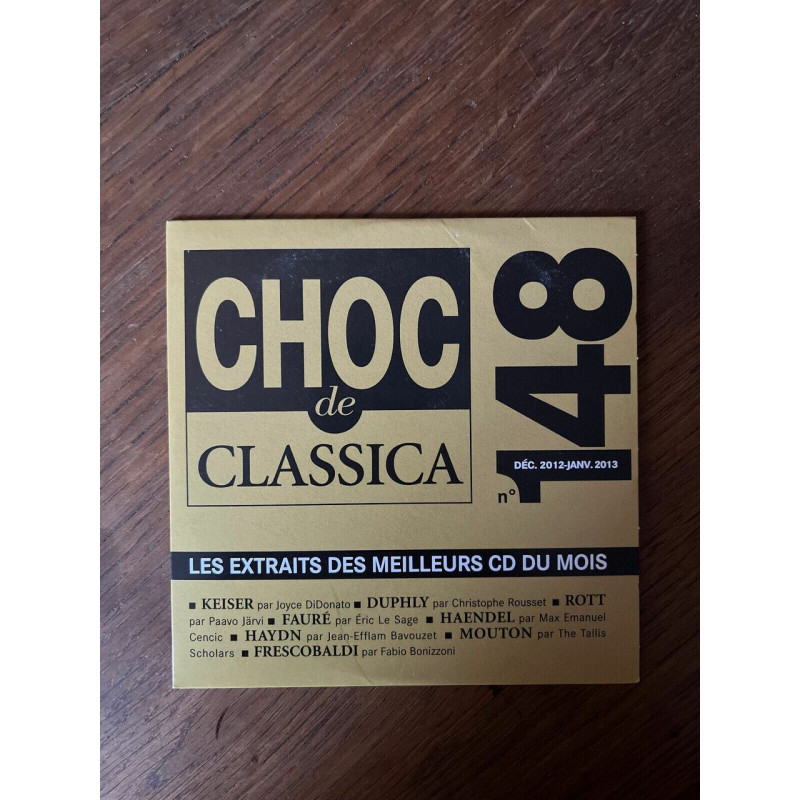 CHOC
de
CLASSICA
n° 148
DÉC. 2012-JANV. 2013
LES EXTRAITS DES MEILLEURS CD DU MOIS
■ KEISER par Joyce DiDonato ■ DUPHLY par Christophe Rousset ■ ROTT
par Paavo Järvi ■ FAURÉ par Éric Le Sage ■ HAENDEL par Max Emanuel
Cencic ■ HAYDN par Jean-Efflam Bavouzet ■ MOUTON par The Tallis
Scholars ■ FRESCOBALDI par Fabio Bonizzoni